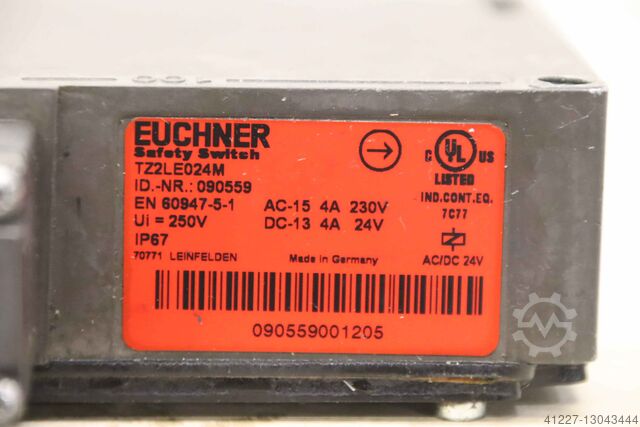 EUCHNER
Safety Switch
TZ2LE024M
ID.-NR.: 090559
EN 60947-5-1 AC-15 4A 230V
Ui = 250V DC-13 4A 24V
IP67
70771 LEINFELDEN Made in Germany
C UL US
LISTED
IND.CONT.EQ.
7C77
AC/DC 24V
090559001205
41227-13043444